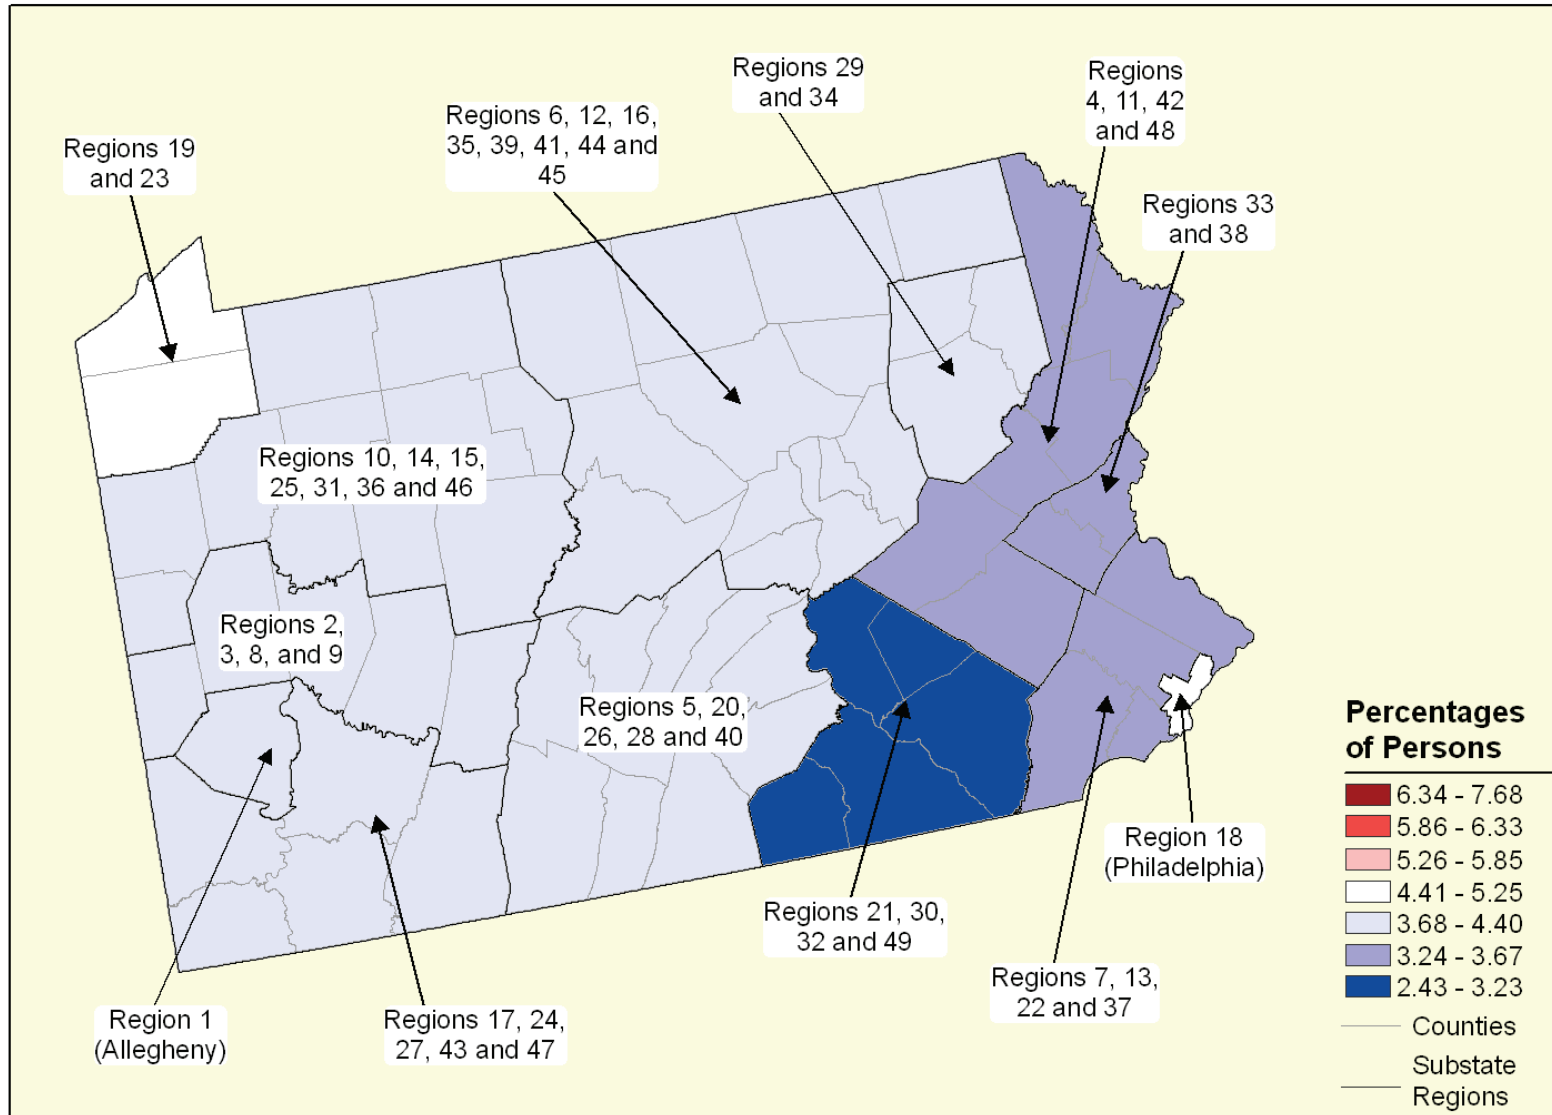 Regions 29
and 34
Regions
4, 11, 42
and 48
Regions 6, 12, 16,
35, 39, 41, 44 and
45
Regions 19
and 23
Regions 33
and 38
Regions 10, 14, 15,
25, 31, 36 and 46
Regions 2,
3, 8, and 9
Regions 5, 20,
26, 28 and 40
Percentages
of Persons
6.34 - 7.68
5.86 - 6.33
5.26 - 5.85
4.41 - 5.25
3.68 - 4.40
3.24 - 3.67
2.43 - 3.23
Counties
Substate
Regions
Region 18
(Philadelphia)
Regions 21, 30,
32 and 49
Regions 7, 13,
22 and 37
Region 1
(Allegheny)
Regions 17, 24,
27, 43 and 47